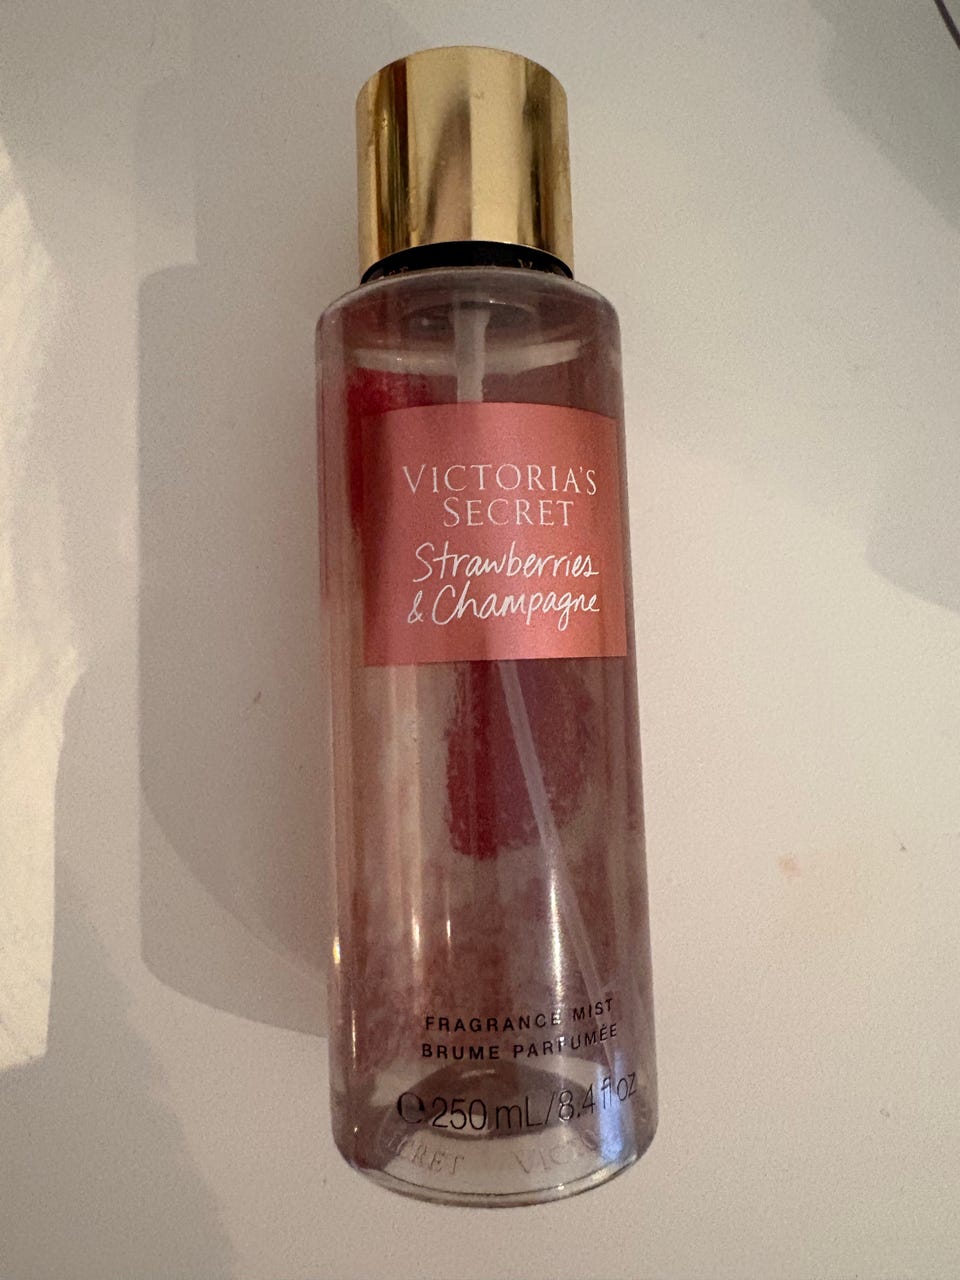 VICTORIA'S
SECRET
Strawberries
& Champagne
FRAGRANCE MIST
BRUME PARFUMÉE
℮ 250 mL/8.4 fl oz